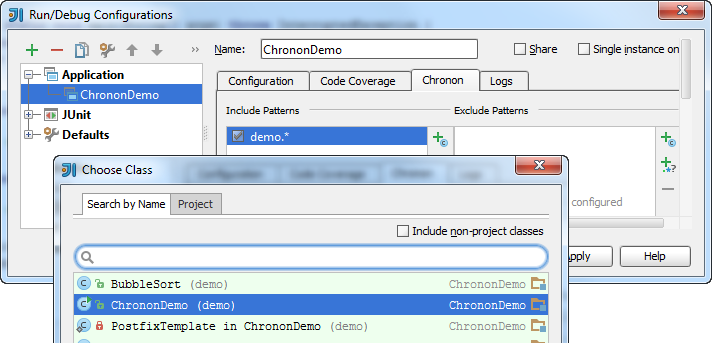 Run/Debug Configurations
Name: ChrononDemo Share Single instance on
Application
ChrononDemo
JUnit
Defaults
Configuration Code Coverage Chronon Logs
Include Patterns Exclude Patterns
demo.*
configured
Apply Help
Choose Class
Search by Name Project
Include non-project classes
BubbleSort (demo) ChrononDemo
ChrononDemo (demo) ChrononDemo
PostfixTemplate in ChrononDemo (demo) ChrononDemo